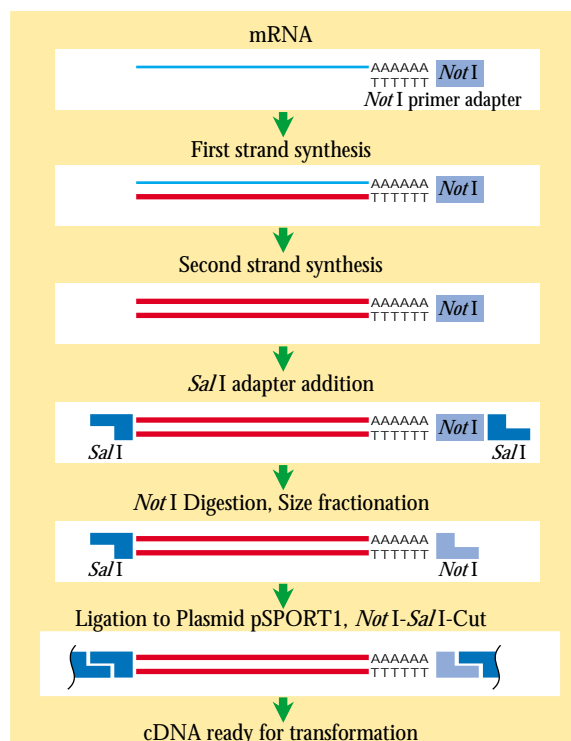 mRNA
AAAAAA Not I
TTTTTT
Not I primer adapter
First strand synthesis
AAAAAA Not I
TTTTTT
Second strand synthesis
AAAAAA Not I
TTTTTT
Sal I adapter addition
AAAAAA Not I
TTTTTT
Sal I Sal I
Not I Digestion, Size fractionation
AAAAAA
TTTTTT
Sal I Not I
Ligation to Plasmid pSPORT1, Not I-Sal I-Cut
AAAAAA
TTTTTT
cDNA ready for transformation